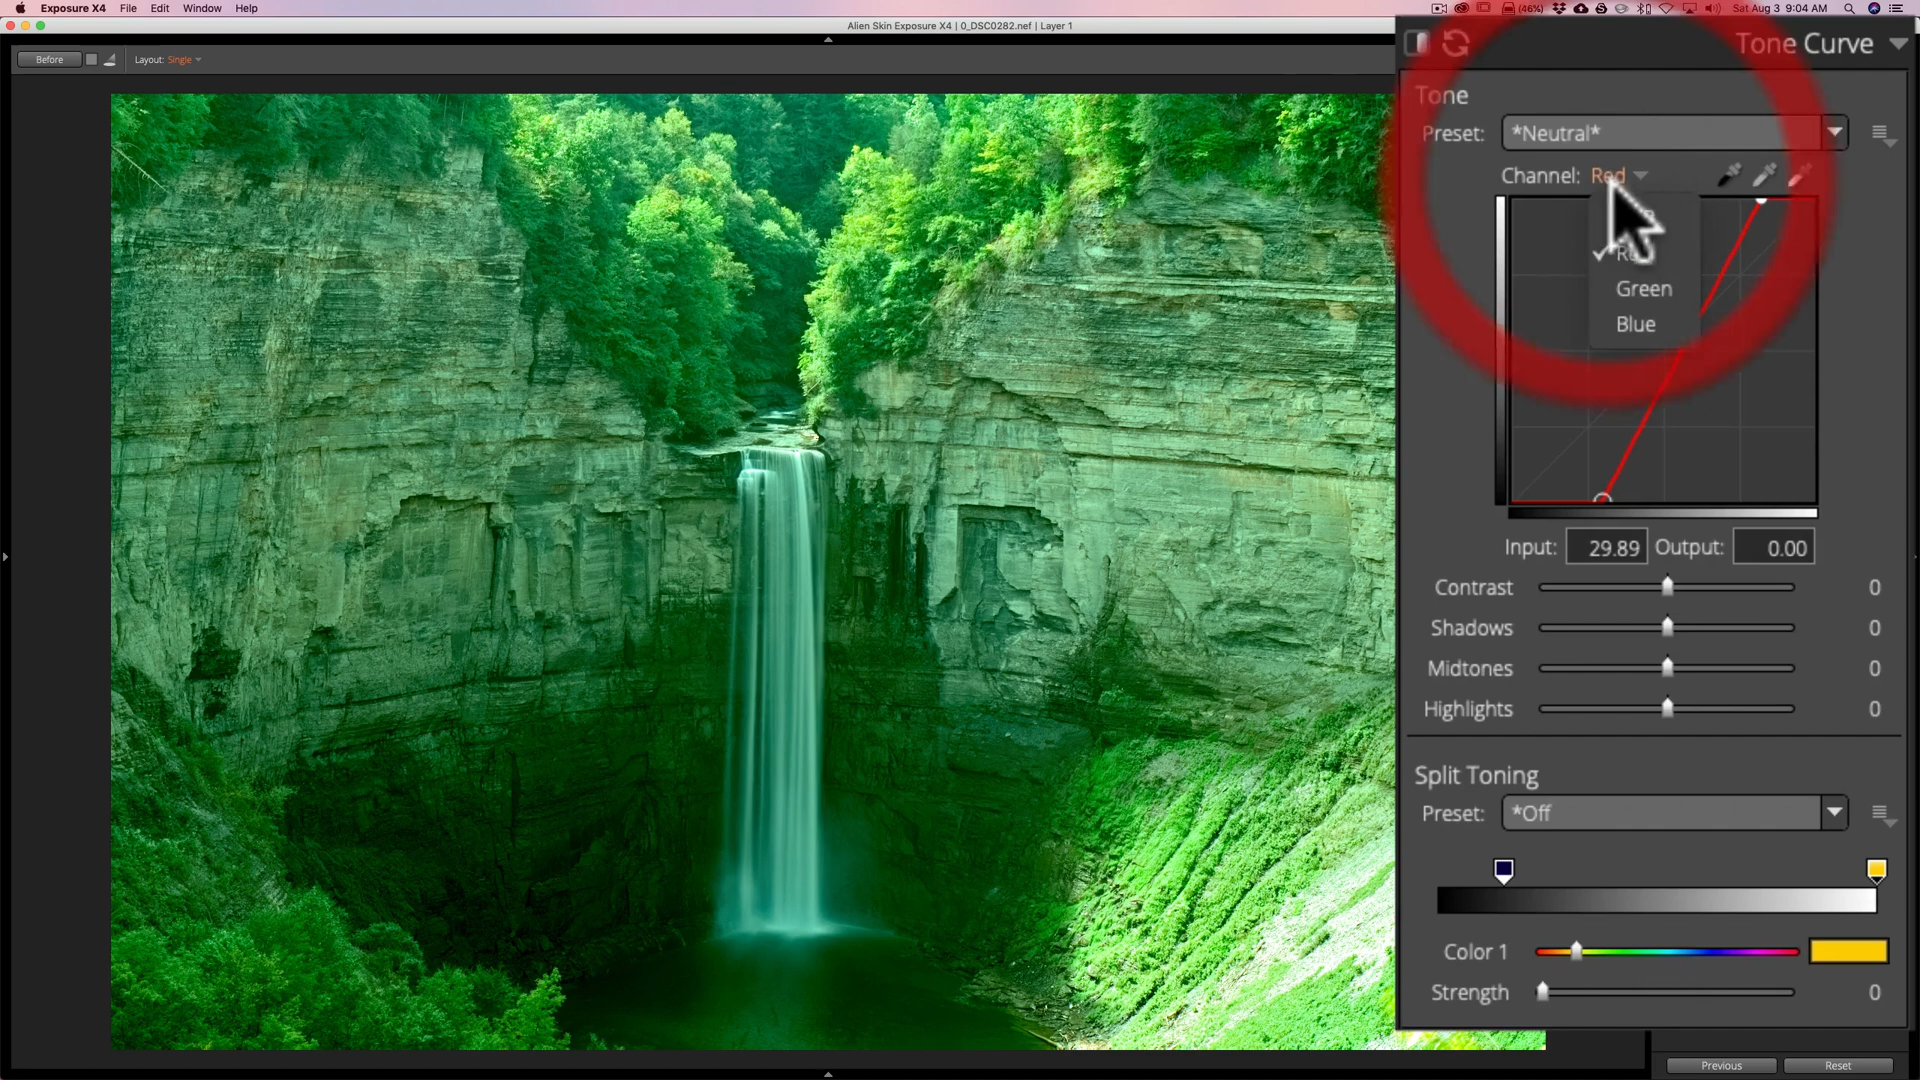 Exposure X4 File Edit Window Help
(46%) Sat Aug 3 9:04 AM
Alien Skin Exposure X4 | 0_DSC0282.nef | Layer 1
Before Layout: Single
Tone Curve
Tone
Preset: *Neutral*
Channel: Red
Green
Blue
Input: 29.89 Output: 0.00
Contrast 0
Shadows 0
Midtones 0
Highlights 0
Split Toning
Preset: *Off
Color 1
Strength 0
Previous Reset